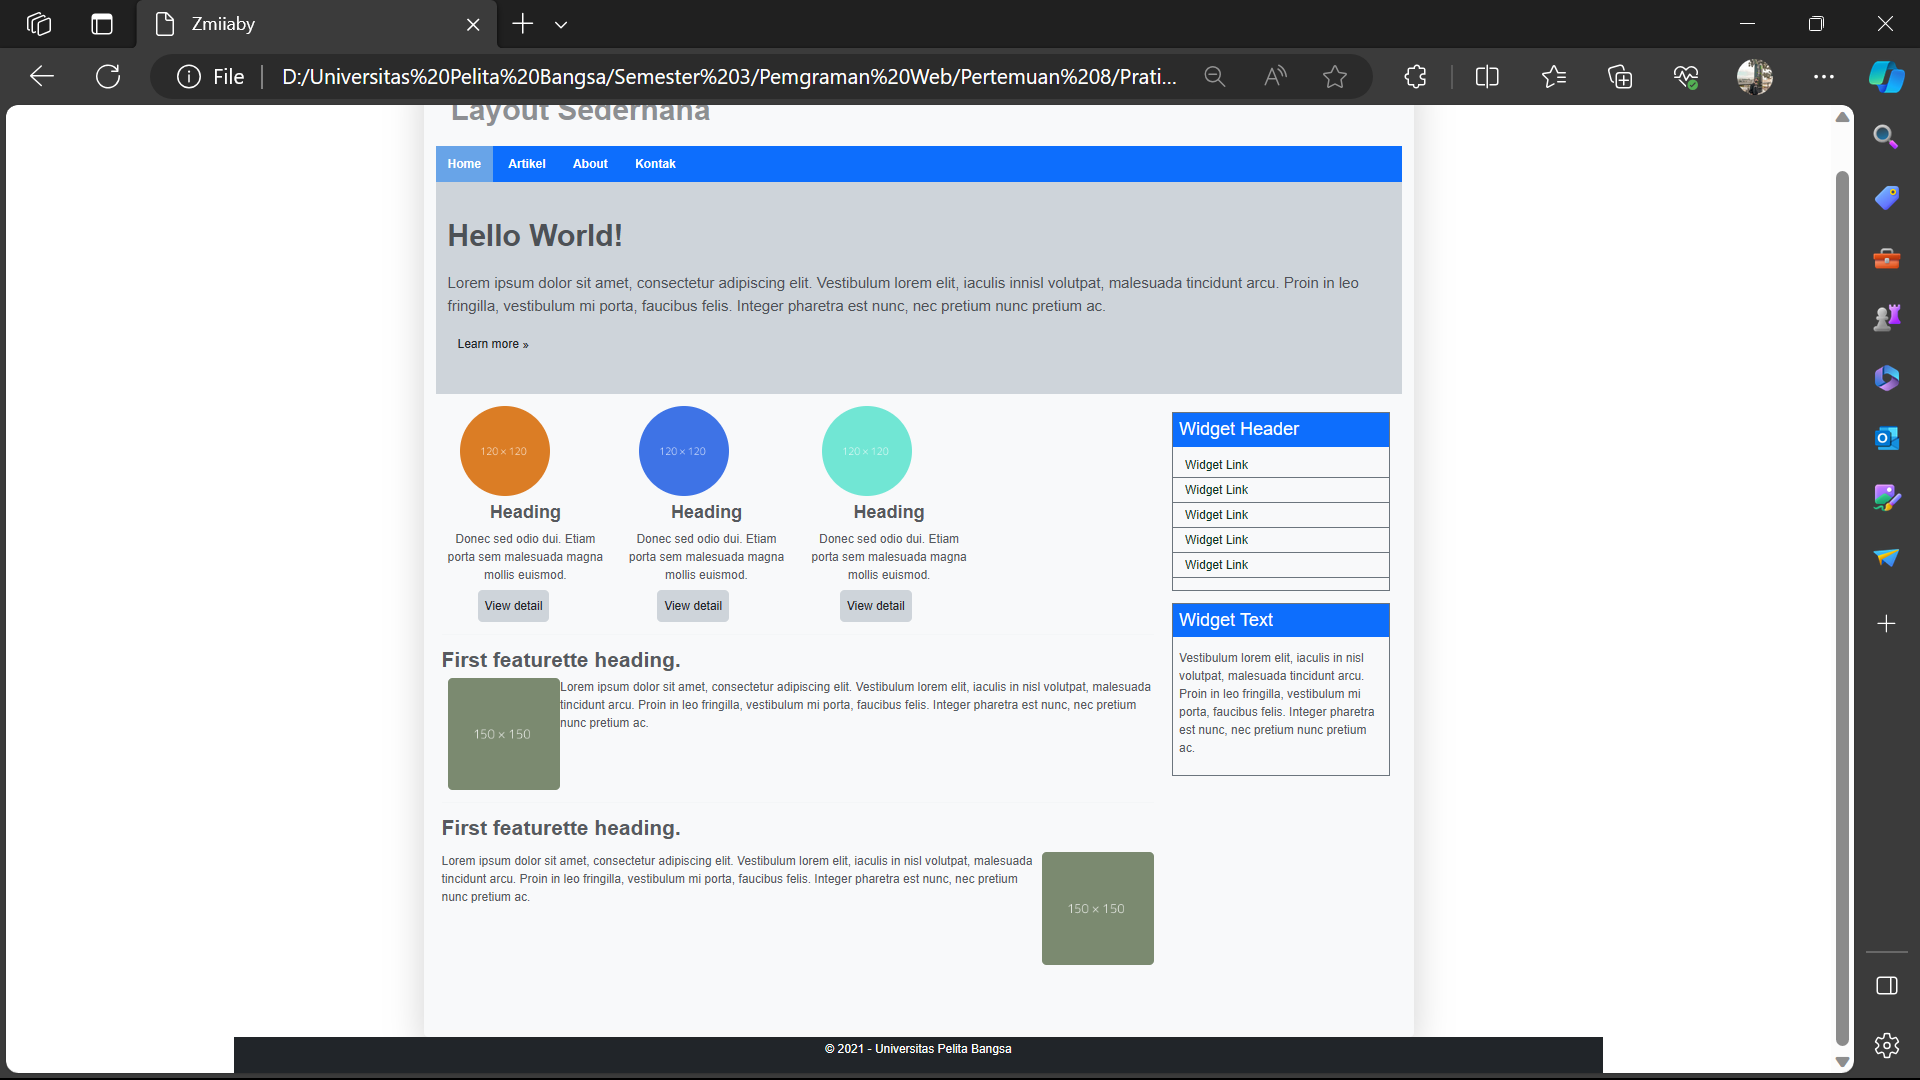 Zmiiaby
File
D:/Universitas%20Pelita%20Bangsa/Semester%203/Pemgraman%20Web/Pertemuan%208/Prati...
Layout Sederhana
Home Artikel About Kontak
Hello World!
Lorem ipsum dolor sit amet, consectetur adipiscing elit. Vestibulum lorem elit, iaculis innisl volutpat, malesuada tincidunt arcu. Proin in leo
fringilla, vestibulum mi porta, faucibus felis. Integer pharetra est nunc, nec pretium nunc pretium ac.
Learn more »
120 × 120
Heading
Donec sed odio dui. Etiam
porta sem malesuada magna
mollis euismod.
View detail
120 × 120
Heading
Donec sed odio dui. Etiam
porta sem malesuada magna
mollis euismod.
View detail
120 × 120
Heading
Donec sed odio dui. Etiam
porta sem malesuada magna
mollis euismod.
View detail
First featurette heading.
150 × 150
Lorem ipsum dolor sit amet, consectetur adipiscing elit. Vestibulum lorem elit, iaculis in nisl volutpat, malesuada
tincidunt arcu. Proin in leo fringilla, vestibulum mi porta, faucibus felis. Integer pharetra est nunc, nec pretium
nunc pretium ac.
First featurette heading.
Lorem ipsum dolor sit amet, consectetur adipiscing elit. Vestibulum lorem elit, iaculis in nisl volutpat, malesuada
tincidunt arcu. Proin in leo fringilla, vestibulum mi porta, faucibus felis. Integer pharetra est nunc, nec pretium
nunc pretium ac.
150 × 150
Widget Header
Widget Link
Widget Link
Widget Link
Widget Link
Widget Link
Widget Text
Vestibulum lorem elit, iaculis in nisl
volutpat, malesuada tincidunt arcu.
Proin in leo fringilla, vestibulum mi
porta, faucibus felis. Integer pharetra
est nunc, nec pretium nunc pretium
ac.
© 2021 - Universitas Pelita Bangsa